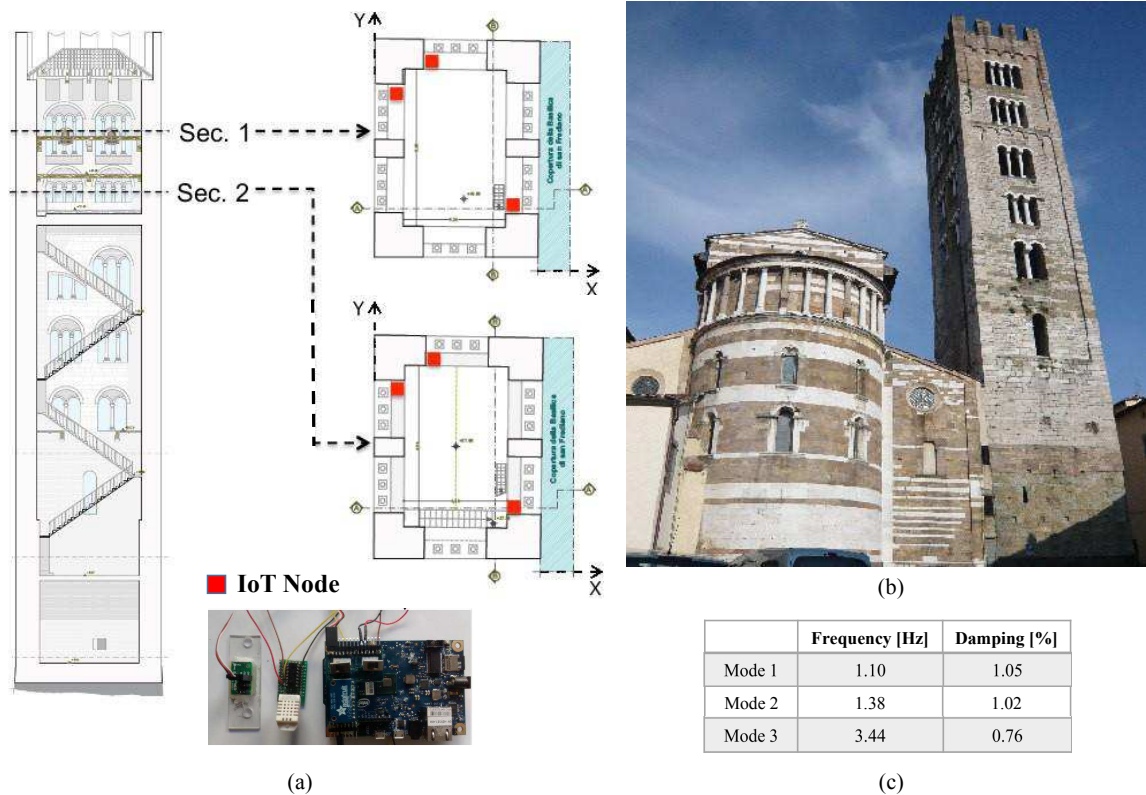 Y
B
Sec. 1
Copertura della Basilica
di san Frediano
A
A
B
X
Sec. 2
Y
B
Copertura della Basilica
di san Frediano
A
A
B
X
IoT Node
(a)
(b)
Frequency [Hz] Damping [%]
Mode 1 1.10 1.05
Mode 2 1.38 1.02
Mode 3 3.44 0.76
(c)